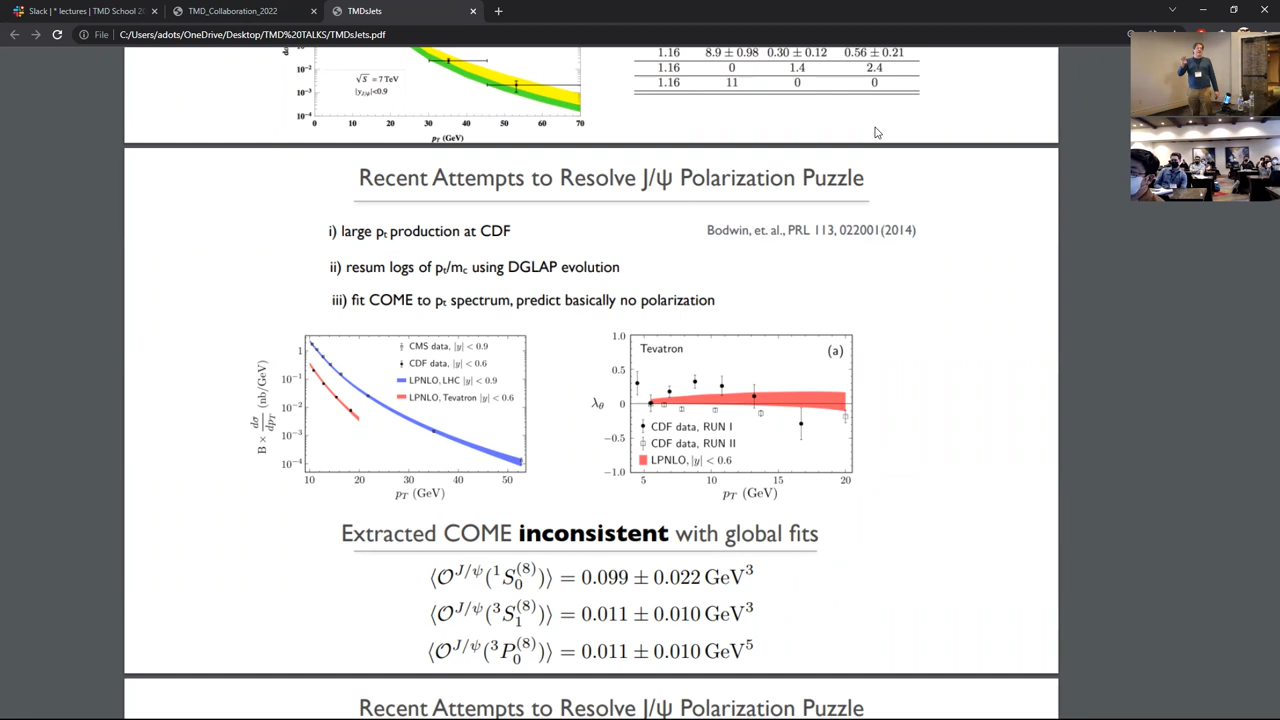 Slack | * lectures | TMD School
TMD_Collaboration_2022
TMDsJets
File
C:/Users/adots/OneDrive/Desktop/TMD%20TALKS/TMDsJets.pdf
10⁻²
10⁻³
10⁻⁴
√S = 7 TeV
|y_J/ψ|<0.9
0 10 20 30 40 50 60 70
p_T (GeV)
1.16 8.9 ± 0.98 0.30 ± 0.12 0.56 ± 0.21
1.16 0 1.4 2.4
1.16 11 0 0
Recent Attempts to Resolve J/ψ Polarization Puzzle
i) large pₜ production at CDF
Bodwin, et. al., PRL 113, 022001(2014)
ii) resum logs of pₜ/m_c using DGLAP evolution
iii) fit COME to pₜ spectrum, predict basically no polarization
B × dσ/dp_T (nb/GeV)
1
10⁻¹
10⁻²
10⁻³
10⁻⁴
CMS data, |y| < 0.9
CDF data, |y| < 0.6
LPNLO, LHC |y| < 0.9
LPNLO, Tevatron |y| < 0.6
10 20 30 40 50
p_T (GeV)
λ_θ
1.0
0.5
0
−0.5
−1.0
Tevatron (a)
CDF data, RUN I
CDF data, RUN II
LPNLO, |y| < 0.6
5 10 15 20
p_T (GeV)
Extracted COME inconsistent with global fits
⟨𝒪^{J/ψ}(¹S₀⁽⁸⁾)⟩ = 0.099 ± 0.022 GeV³
⟨𝒪^{J/ψ}(³S₁⁽⁸⁾)⟩ = 0.011 ± 0.010 GeV³
⟨𝒪^{J/ψ}(³P₀⁽⁸⁾)⟩ = 0.011 ± 0.010 GeV⁵
Recent Attempts to Resolve J/ψ Polarization Puzzle